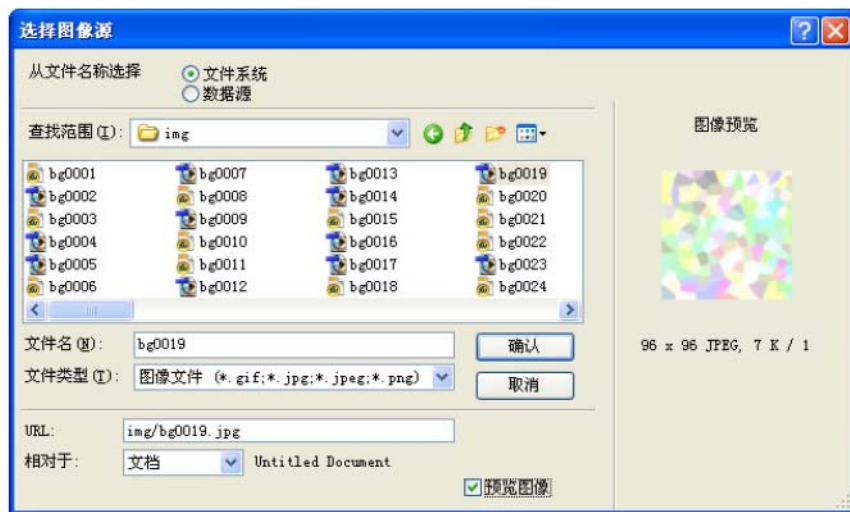 选择图像源
从文件名称选择
文件系统
数据源
查找范围(I):
img
图像预览
bg0001 bg0007 bg0013 bg0019
bg0002 bg0008 bg0014 bg0020
bg0003 bg0009 bg0015 bg0021
bg0004 bg0010 bg0016 bg0022
bg0005 bg0011 bg0017 bg0023
bg0006 bg0012 bg0018 bg0024
文件名(N): bg0019 确认
96 x 96 JPEG, 7 K / 1
文件类型(T): 图像文件 (*.gif;*.jpg;*.jpeg;*.png) 取消
URL: img/bg0019.jpg
相对于: 文档 Untitled Document
预览图像